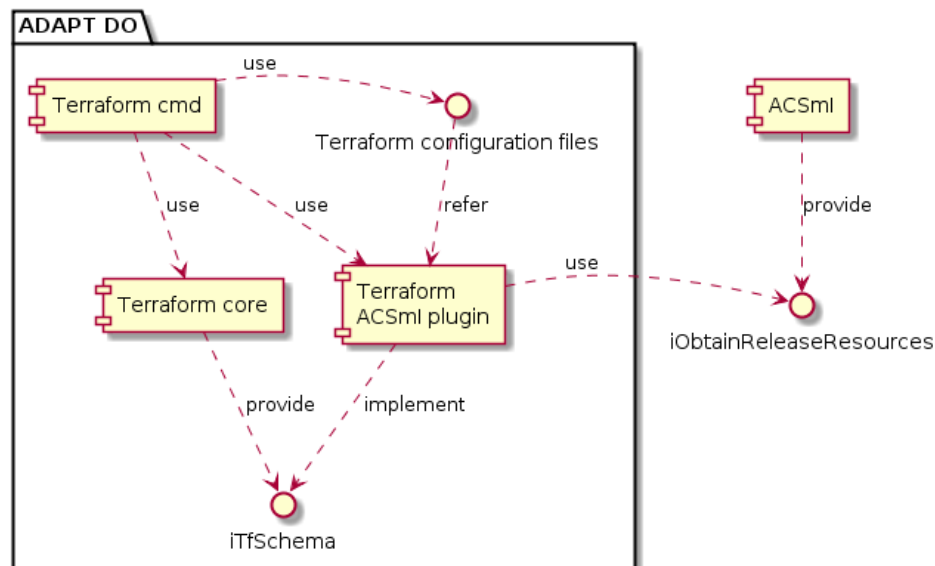 ADAPT DO
use
Terraform cmd
ACSmI
Terraform configuration files
use
use
refer
provide
use
Terraform core
Terraform
ACSmI plugin
iObtainReleaseResources
provide
implement
iTfSchema